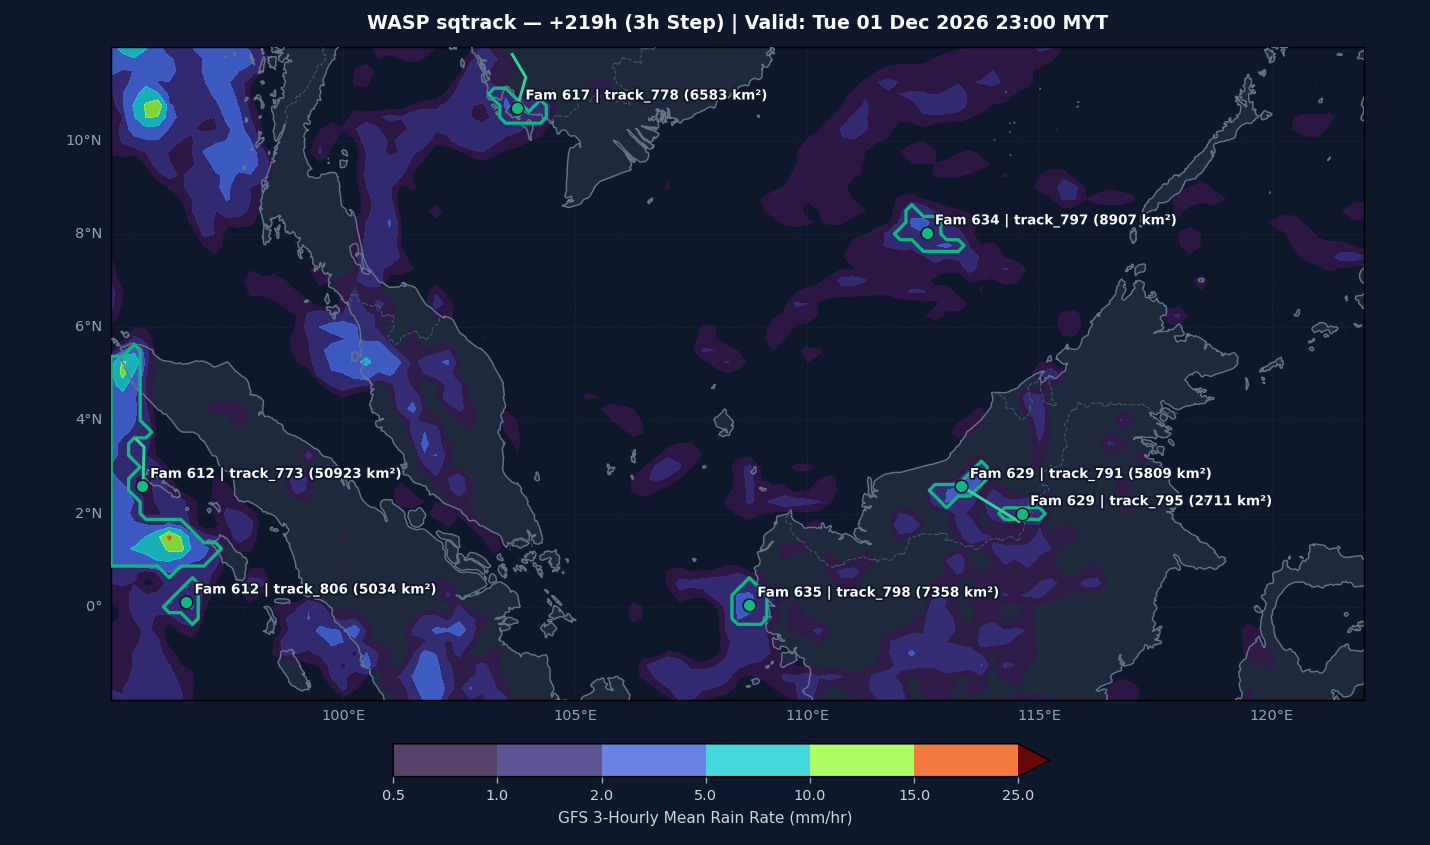 WASP sqtrack — +219h (3h Step) | Valid: Tue 01 Dec 2026 23:00 MYT
Fam 617 | track_778 (6583 km²)
10°N
Fam 634 | track_797 (8907 km²)
8°N
6°N
4°N
Fam 612 | track_773 (50923 km²)
Fam 629 | track_791 (5809 km²)
Fam 629 | track_795 (2711 km²)
2°N
Fam 612 | track_806 (5034 km²)
Fam 635 | track_798 (7358 km²)
0°
100°E
105°E
110°E
115°E
120°E
0.5
1.0
2.0
5.0
10.0
15.0
25.0
GFS 3-Hourly Mean Rain Rate (mm/hr)